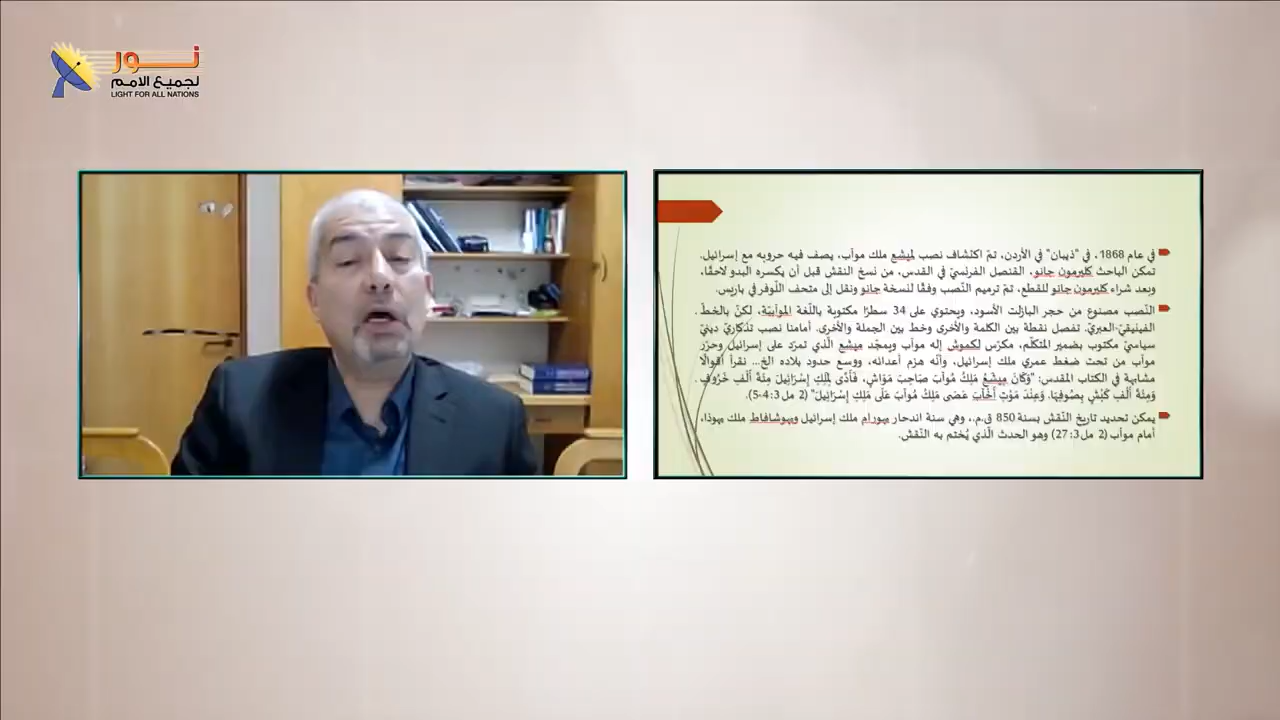 نور
لجميع الامم
LIGHT FOR ALL NATIONS
في عام 1868، في "ذيبان" في الأردن، تمّ اكتشاف نصب لميشع ملك موآب، يصف فيه حروبه مع إسرائيل.
تمكن الباحث كليرمون جانو، القنصل الفرنسيّ في القدس، من نسخ النقش قبل أن يكسره البدو لاحقًا،
وبعد شراء كليرمون جانو للقطع، تمّ ترميم النّصب وفقًا لنسخة جانو ونقل إلى متحف اللّوفر في باريس.
النّصب مصنوع من حجر البازلت الأسود، ويحتوي على 34 سطرًا مكتوبة باللّغة الموآبيّة، لكنّ بالخطّ
الفينيقيّ-العبريّ. تفصل نقطة بين الكلمة والأخرى وخط بين الجملة والأخرى. أمامنا نصب تذكاريّ دينيّ
سياسيّ مكتوب بضمير المتكلّم، مكرّس لكموش إله موآب ويمجّد ميشع الّذي تمرّد على إسرائيل وحرّر
موآب من تحت ضغط عمري ملك إسرائيل، وأنّه هزم أعدائه، ووسع حدود بلاده الخ... نقرأ أقوالًا
مشابهة في الكتاب المقدس: "وَكَانَ مِيشَعُ مَلِكُ مُوآبَ صَاحِبَ مَوَاشٍ، فَأَدَّى لِمَلِكِ إِسْرَائِيلَ مِئَةَ أَلْفِ خَرُوفٍ
وَمِئَةَ أَلْفِ كَبْشٍ بِصُوفِهَا. وَعِنْدَ مَوْتِ أَخْآبَ عَصَى مَلِكُ مُوآبَ عَلَى مَلِكِ إِسْرَائِيلَ" (2 مل 3: 4-5).
يمكن تحديد تاريخ النّقش بسنة 850 ق.م.، وهي سنة اندحار يهورام ملك إسرائيل ويهوشافاط ملك يهوذا،
أمام موآب (2 مل 3: 27) وهو الحدث الّذي يُختم به النّقش.